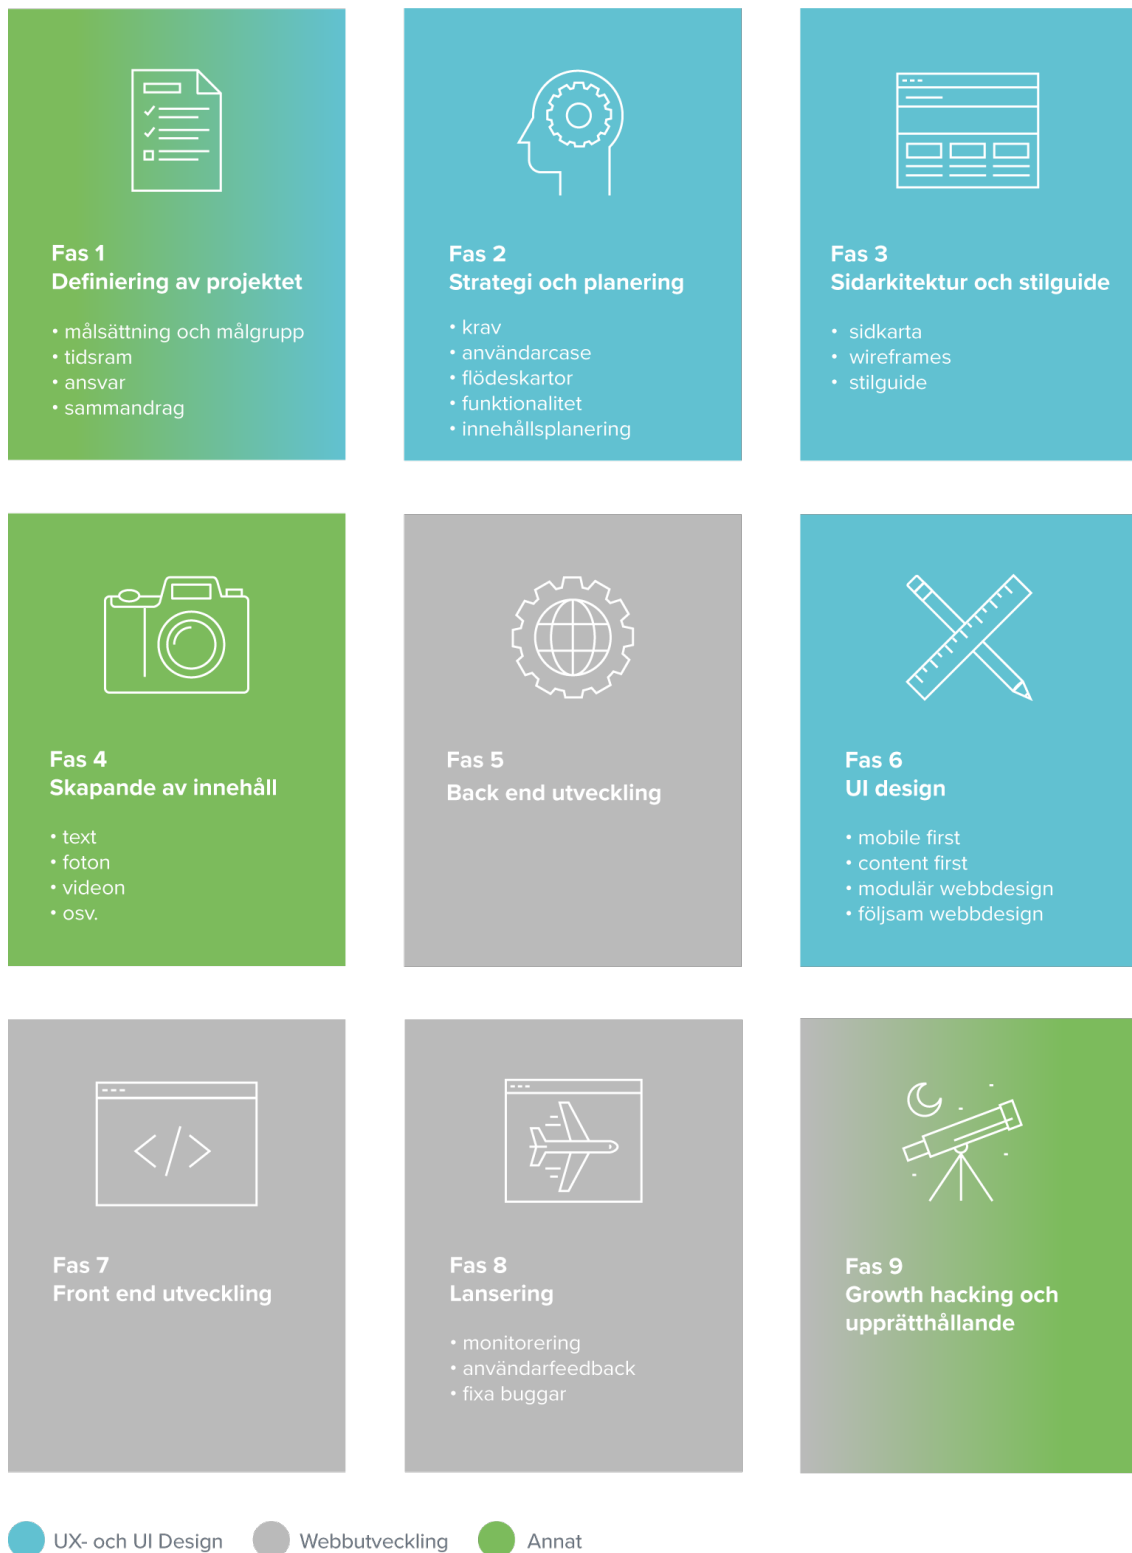 Fas 1
Definiering av projektet
• målsättning och målgrupp
• tidsram
• ansvar
• sammandrag
Fas 2
Strategi och planering
• krav
• användarcase
• flödeskartor
• funktionalitet
• innehållsplanering
Fas 3
Sidarkitektur och stilguide
• sidkarta
• wireframes
• stilguide
Fas 4
Skapande av innehåll
• text
• foton
• videon
• osv.
Fas 5
Back end utveckling
Fas 6
UI design
• mobile first
• content first
• modulär webbdesign
• följsam webbdesign
Fas 7
Front end utveckling
Fas 8
Lansering
• monitorering
• användarfeedback
• fixa buggar
Fas 9
Growth hacking och
upprätthållande
UX- och UI Design
Webbutveckling
Annat